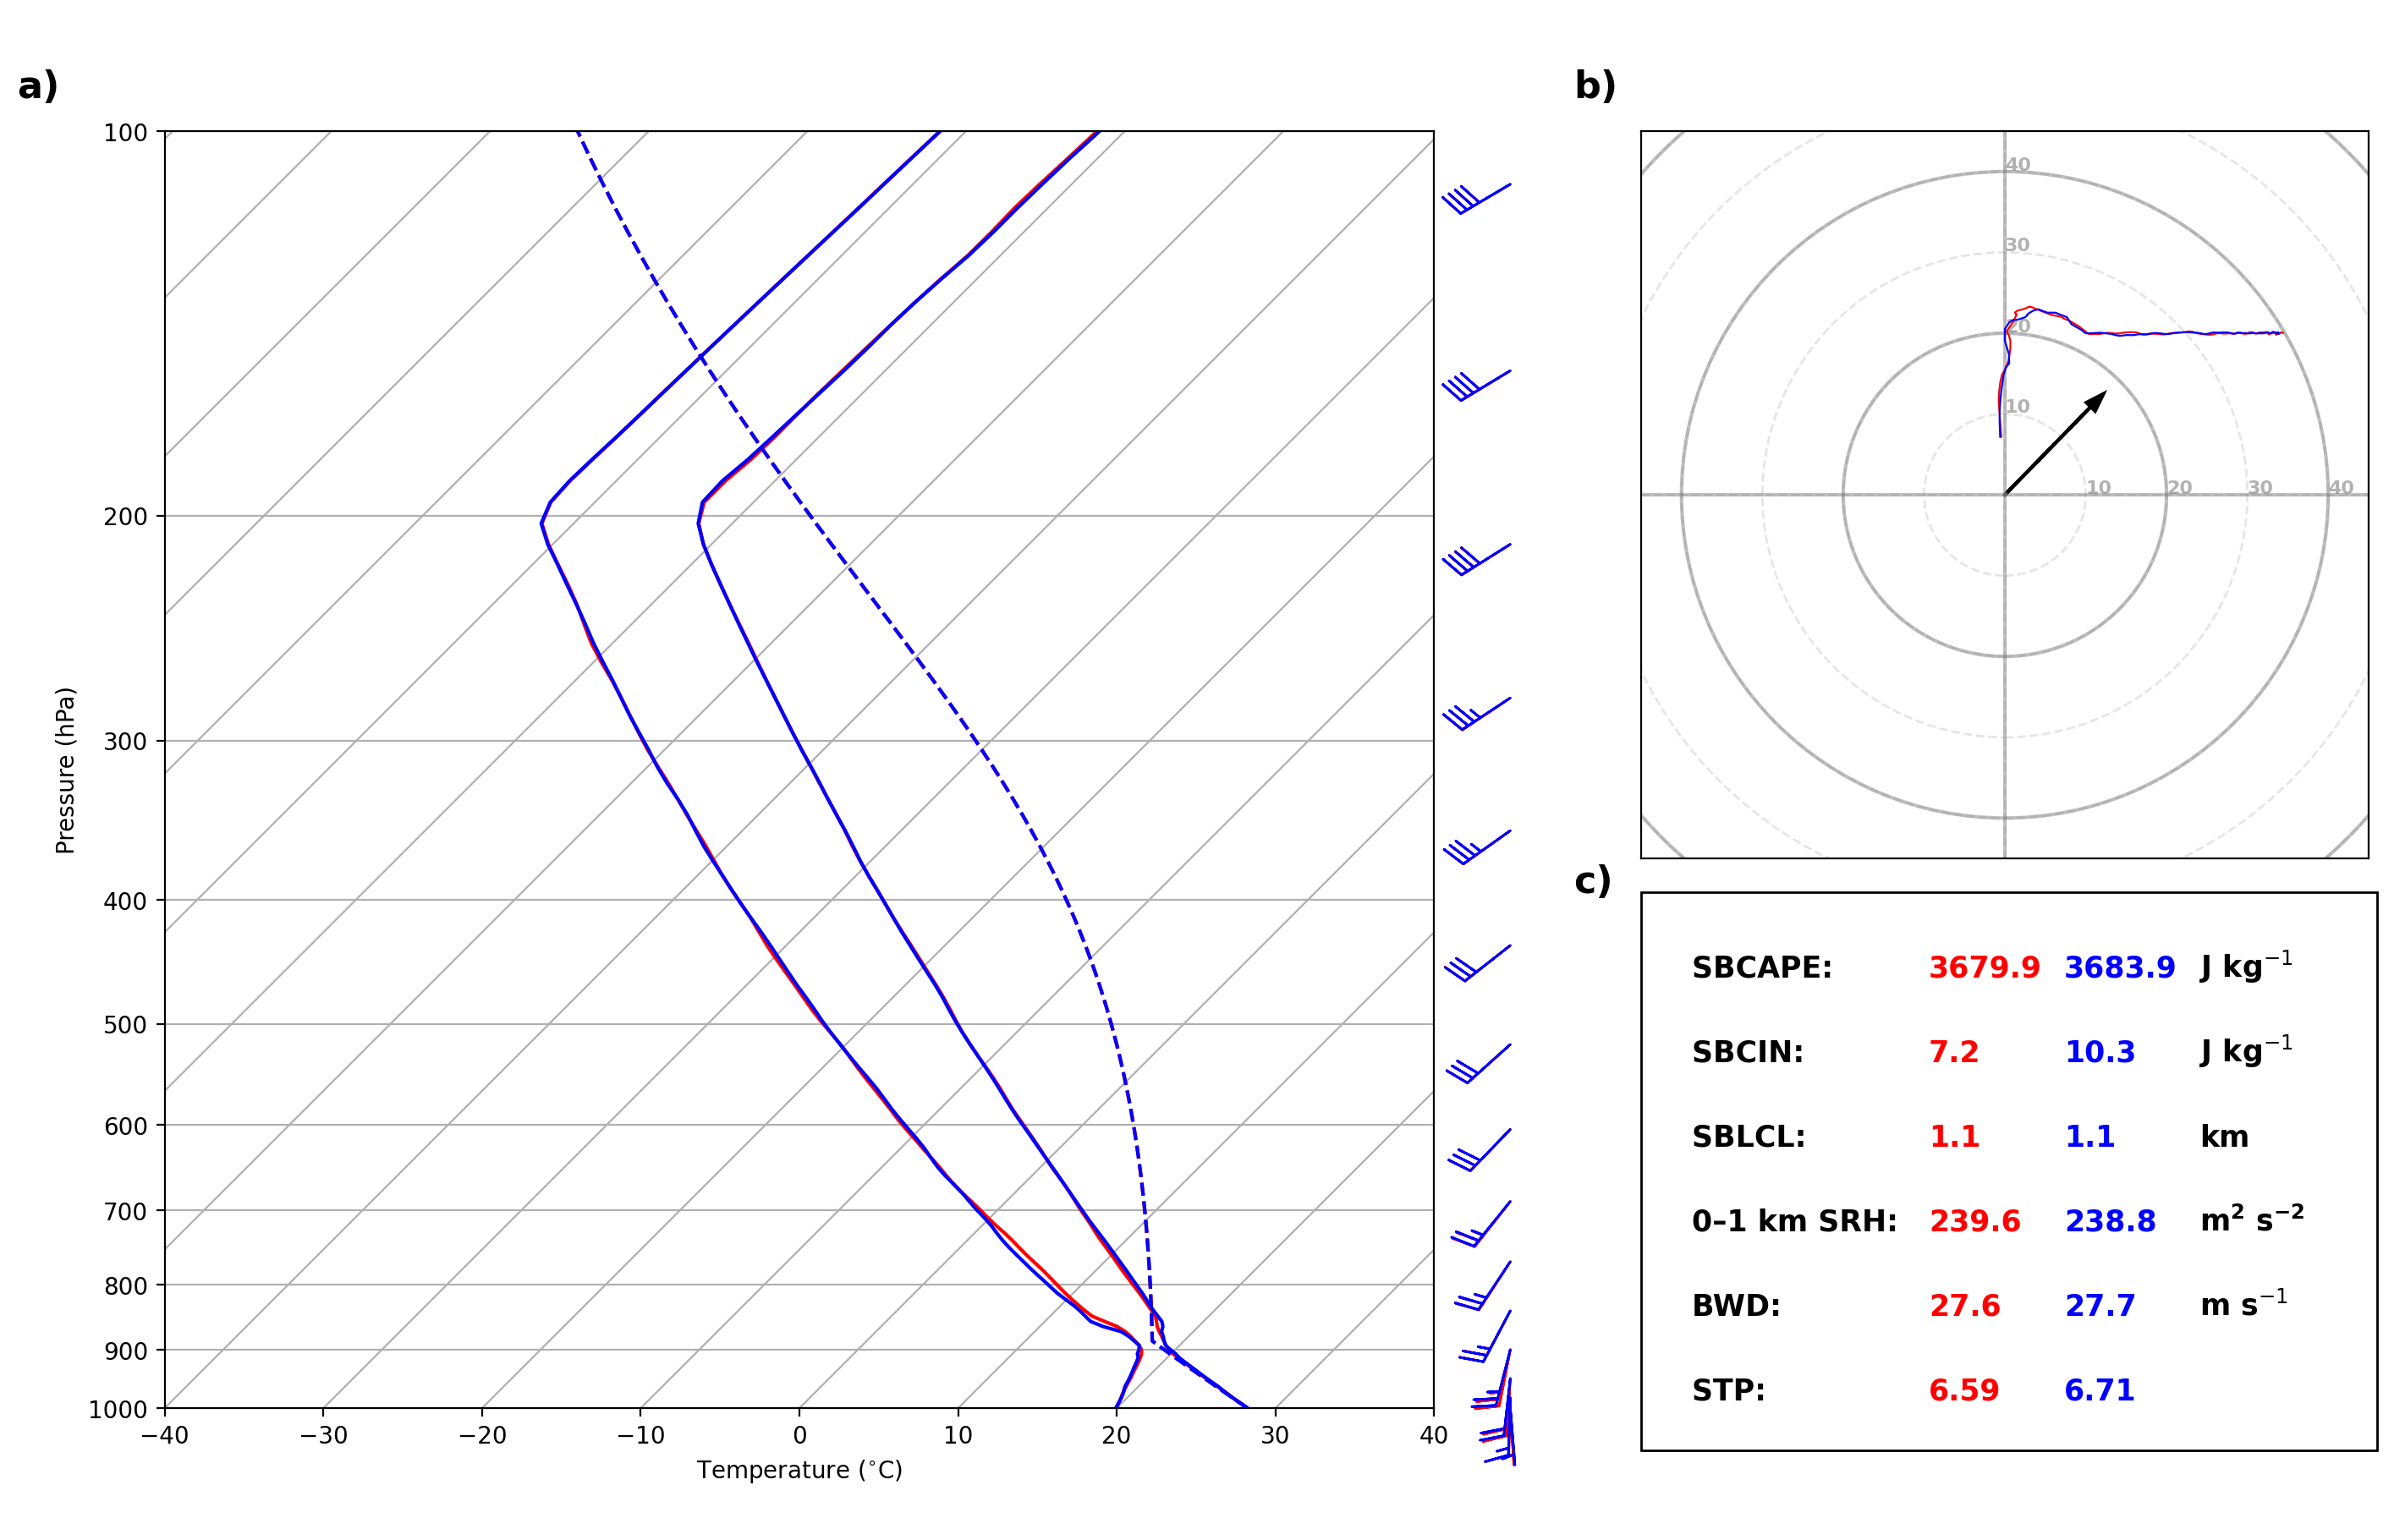 a)
100
200
300
400
500
600
700
800
900
1000
Pressure (hPa)
−40 −30 −20 −10 0 10 20 30 40
Temperature (°C)
b)
40
30
20
10
10 20 30 40
c)
SBCAPE: 3679.9 3683.9 J kg⁻¹
SBCIN: 7.2 10.3 J kg⁻¹
SBLCL: 1.1 1.1 km
0–1 km SRH: 239.6 238.8 m² s⁻²
BWD: 27.6 27.7 m s⁻¹
STP: 6.59 6.71